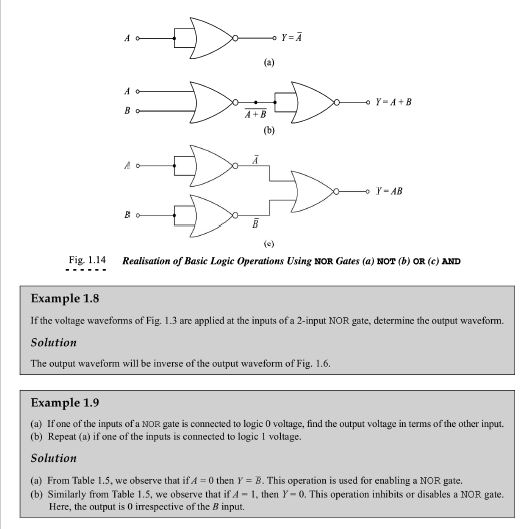 A
Y = A̅
(a)
A
B
A̅ ̅+̅ ̅B̅
Y = A + B
(b)
A
A̅
Y = AB
B
B̅
(c)
Fig. 1.14 Realisation of Basic Logic Operations Using NOR Gates (a) NOT (b) OR (c) AND
Example 1.8
If the voltage waveforms of Fig. 1.3 are applied at the inputs of a 2-input NOR gate, determine the output waveform.
Solution
The output waveform will be inverse of the output waveform of Fig. 1.6.
Example 1.9
(a) If one of the inputs of a NOR gate is connected to logic 0 voltage, find the output voltage in terms of the other input.
(b) Repeat (a) if one of the inputs is connected to logic 1 voltage.
Solution
(a) From Table 1.5, we observe that if A = 0 then Y = B̅. This operation is used for enabling a NOR gate.
(b) Similarly from Table 1.5, we observe that if A = 1, then Y = 0. This operation inhibits or disables a NOR gate.
Here, the output is 0 irrespective of the B input.